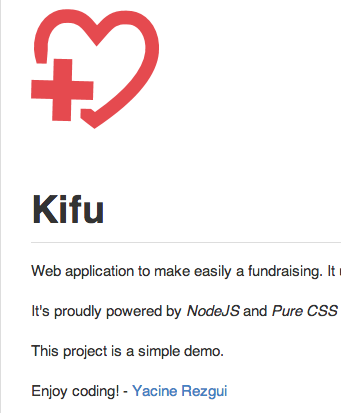 Kifu
Web application to make easily a fundraising. It
It's proudly powered by NodeJS and Pure CSS
This project is a simple demo.
Enjoy coding! - Yacine Rezgui